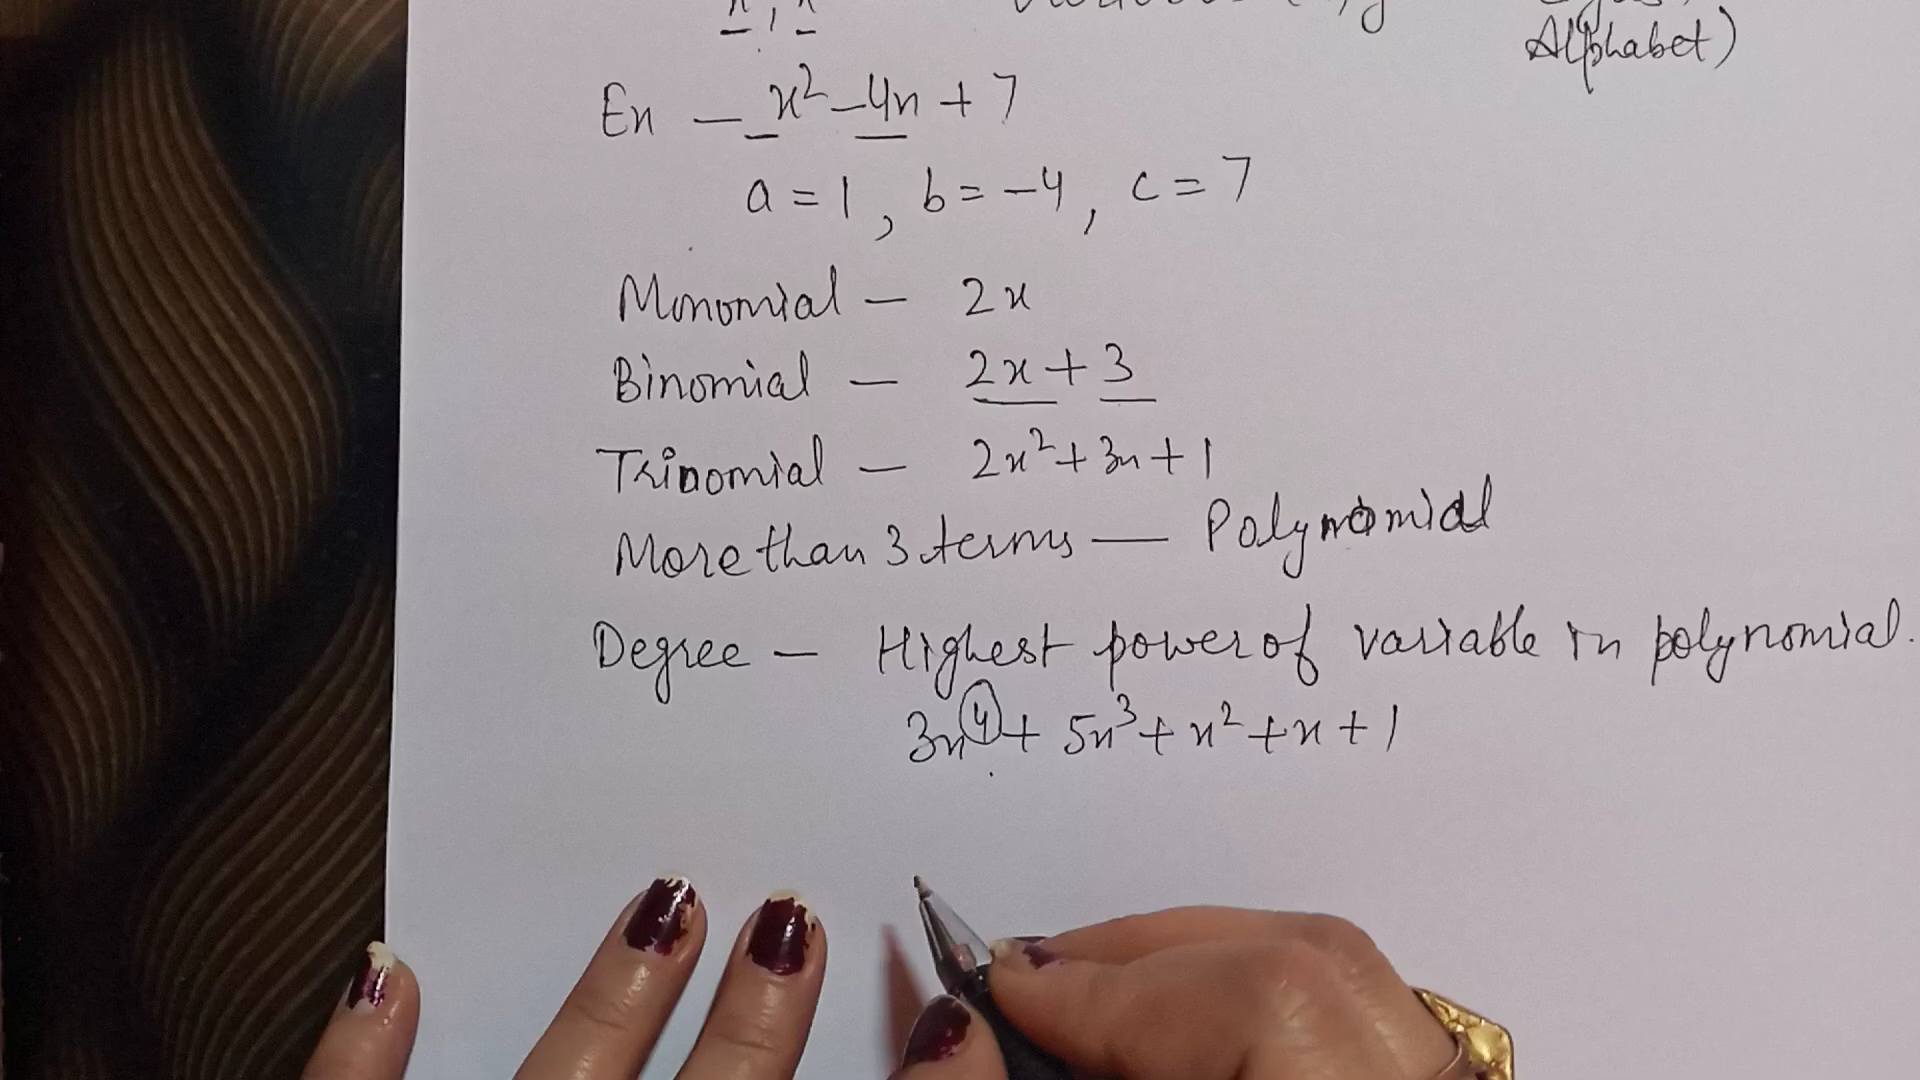 Alphabet)
Ex — x² - 4x + 7
a = 1, b = -4, c = 7
Monomial — 2x
Binomial — 2x + 3
Trinomial — 2x² + 3x + 1
More than 3 terms — Polynomial
Degree — Highest power of variable in polynomial.
3x⁴ + 5x³ + x² + x + 1